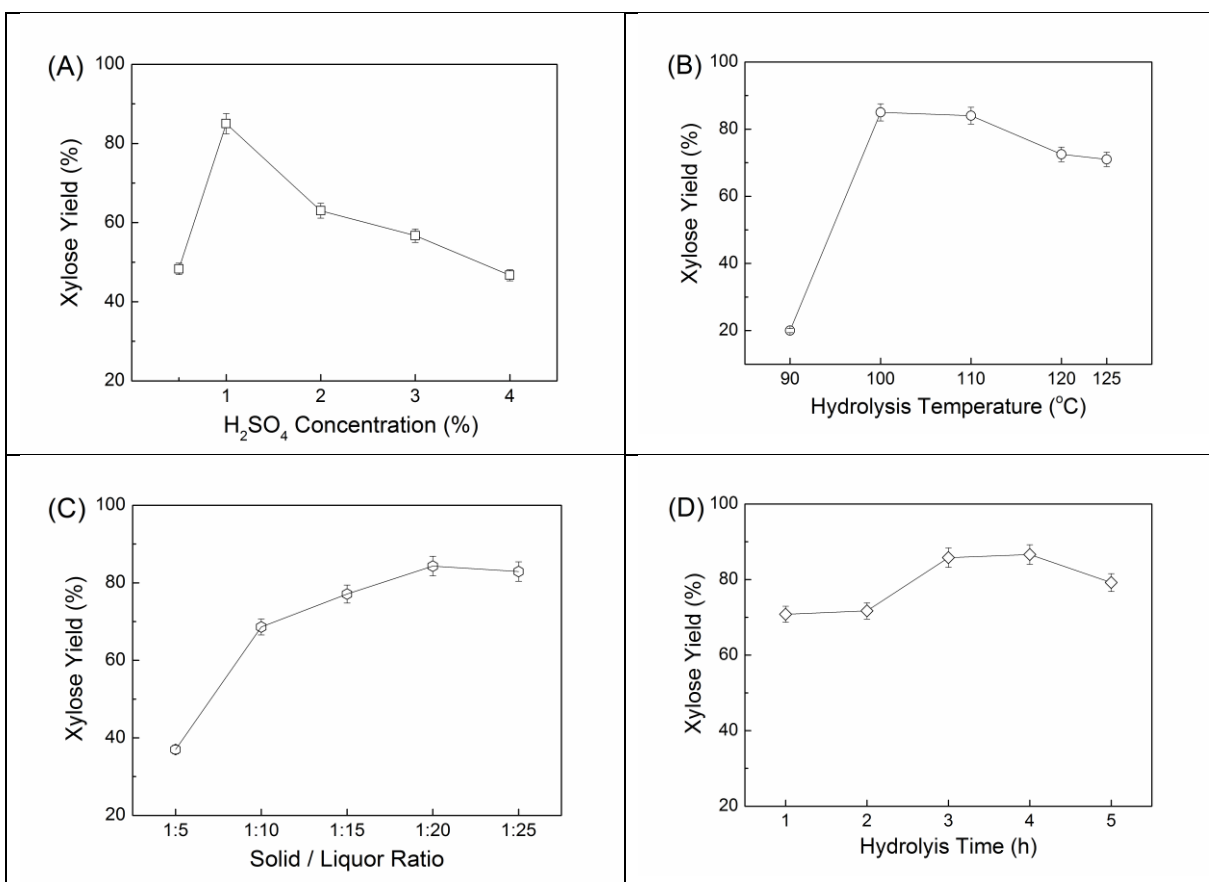 (A)
Xylose Yield (%)
100
80
60
40
20
1 2 3 4
H₂SO₄ Concentration (%)
(B)
Xylose Yield (%)
100
80
60
40
20
90 100 110 120 125
Hydrolysis Temperature (°C)
(C)
Xylose Yield (%)
100
80
60
40
20
1:5 1:10 1:15 1:20 1:25
Solid / Liquor Ratio
(D)
Xylose Yield (%)
100
80
60
40
20
1 2 3 4 5
Hydrolyis Time (h)